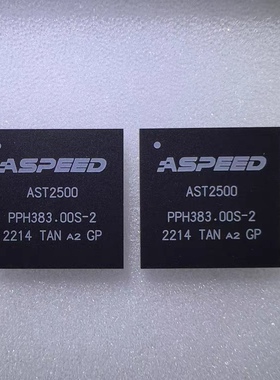 ASPEED
AST2500
PPH383.00S-2
2214 TAN A2 GP
ASPEED
AST2500
PPH383.00S-2
2214 TAN A2 GP